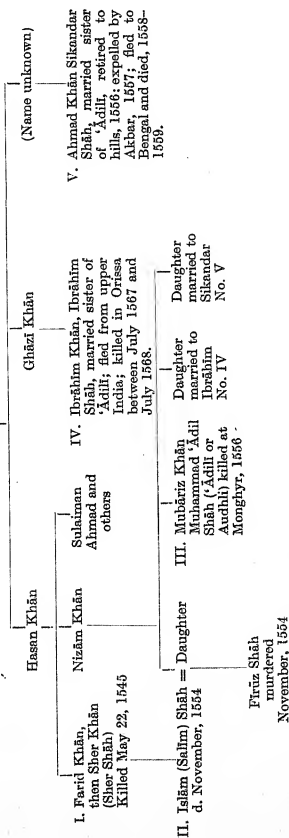 Hasan Khān
Ghāzī Khān
(Name unknown)
I. Farid Khān,
then Sher Khān
(Sher Shāh)
Killed May 22, 1545
Nizām Khān
Sulaiman
Ahmad and
others
IV. Ibrāhīm Khān, Ibrāhīm
Shāh, married sister of
‘Ādilī; fled from upper
India; killed in Orissa
between July 1567 and
July 1568.
V. Ahmad Khān Sikandar
Shāh, married sister
of ‘Ādilī, retired to
hills, 1556; expelled by
Akbar, 1557; fled to
Bengal and died, 1558–
1559.
II. Islām (Salīm) Shāh = Daughter
d. November, 1554
III. Mubāriz Khān
Muhammad ‘Ādil
Shāh (‘Ādilī or
Audhli) killed at
Monghyr, 1556
Daughter
married to
Ibrāhīm
No. IV
Daughter
married to
Sikandar
No. V
Fīrūz Shāh
murdered
November, 1554